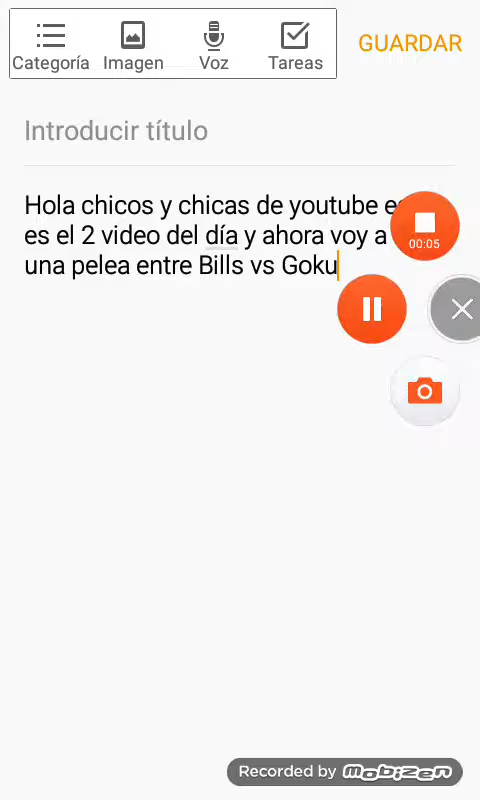 Categoría Imagen Voz Tareas GUARDAR
Introducir título
Hola chicos y chicas de youtube
es el 2 video del día y ahora voy a
una pelea entre Bills vs Goku
00:05
Recorded by Mobizen